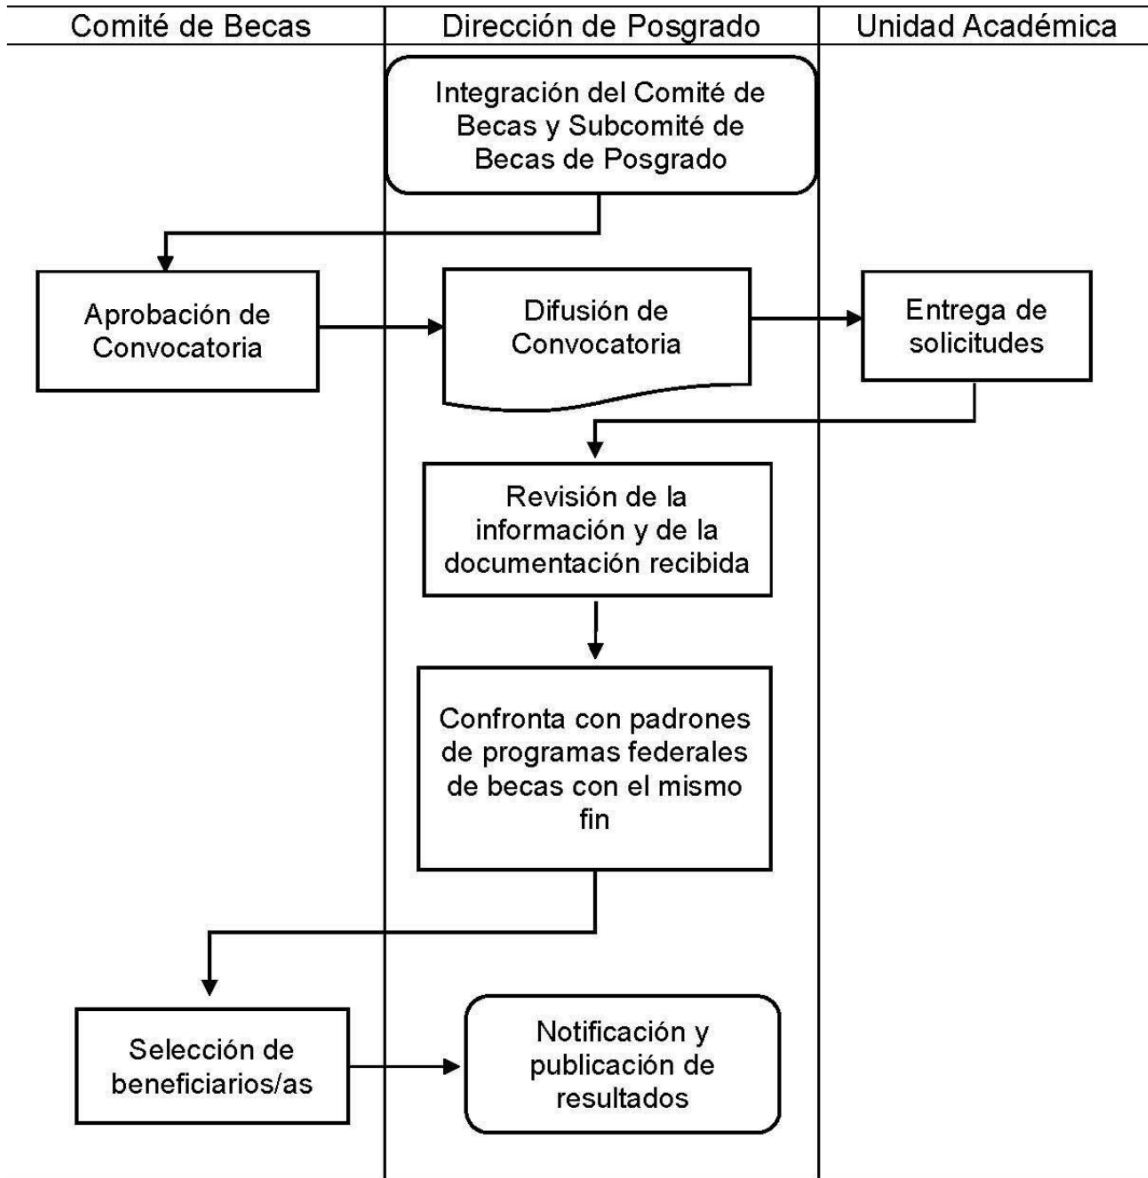 Comité de Becas
Dirección de Posgrado
Unidad Académica
Integración del Comité de
Becas y Subcomité de
Becas de Posgrado
Aprobación de
Convocatoria
Difusión de
Convocatoria
Entrega de
solicitudes
Revisión de la
información y de la
documentación recibida
Confronta con padrones
de programas federales
de becas con el mismo
fin
Selección de
beneficiarios/as
Notificación y
publicación de
resultados